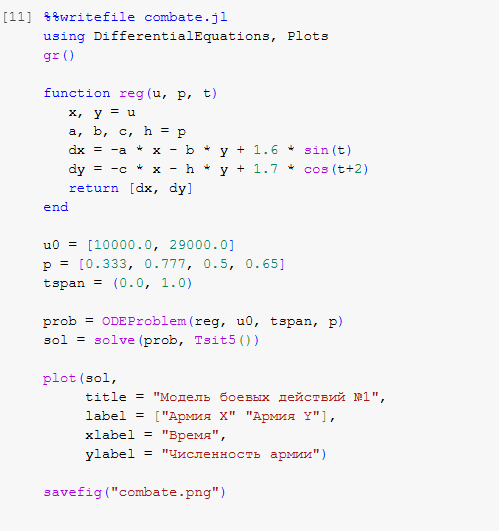 [11] %%writefile combate.jl
using DifferentialEquations, Plots
gr()
function reg(u, p, t)
x, y = u
a, b, c, h = p
dx = -a * x - b * y + 1.6 * sin(t)
dy = -c * x - h * y + 1.7 * cos(t+2)
return [dx, dy]
end
u0 = [10000.0, 29000.0]
p = [0.333, 0.777, 0.5, 0.65]
tspan = (0.0, 1.0)
prob = ODEProblem(reg, u0, tspan, p)
sol = solve(prob, Tsit5())
plot(sol,
title = "Модель боевых действий №1",
label = ["Армия X" "Армия Y"],
xlabel = "Время",
ylabel = "Численность армии")
savefig("combate.png")